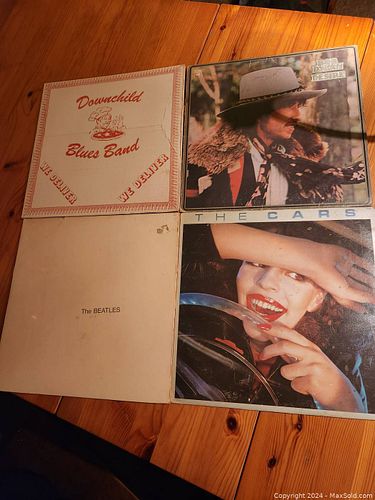 Downchild
Blues Band
WE DELIVER
WE DELIVER
THE CARS
The BEATLES
Copyright 2024 - MaxSold.com